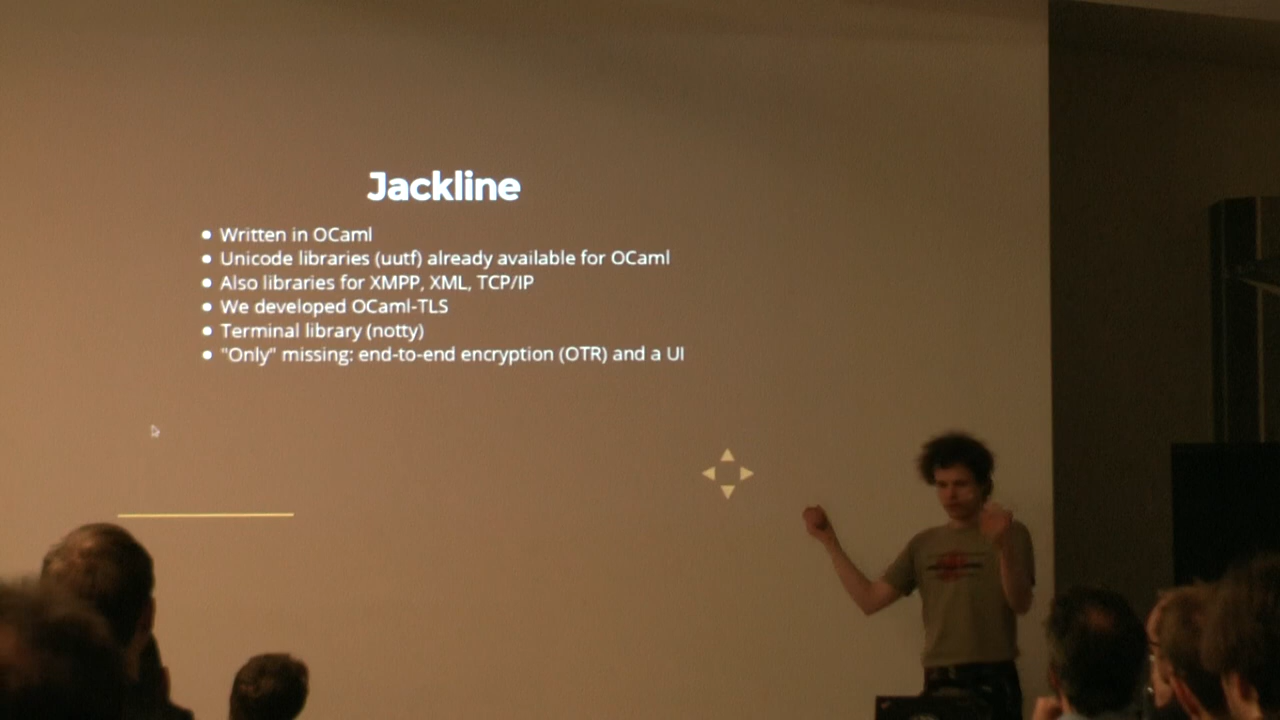 Jackline
• Written in OCaml
• Unicode libraries (uutf) already available for OCaml
• Also libraries for XMPP, XML, TCP/IP
• We developed OCaml-TLS
• Terminal library (notty)
• "Only" missing: end-to-end encryption (OTR) and a UI